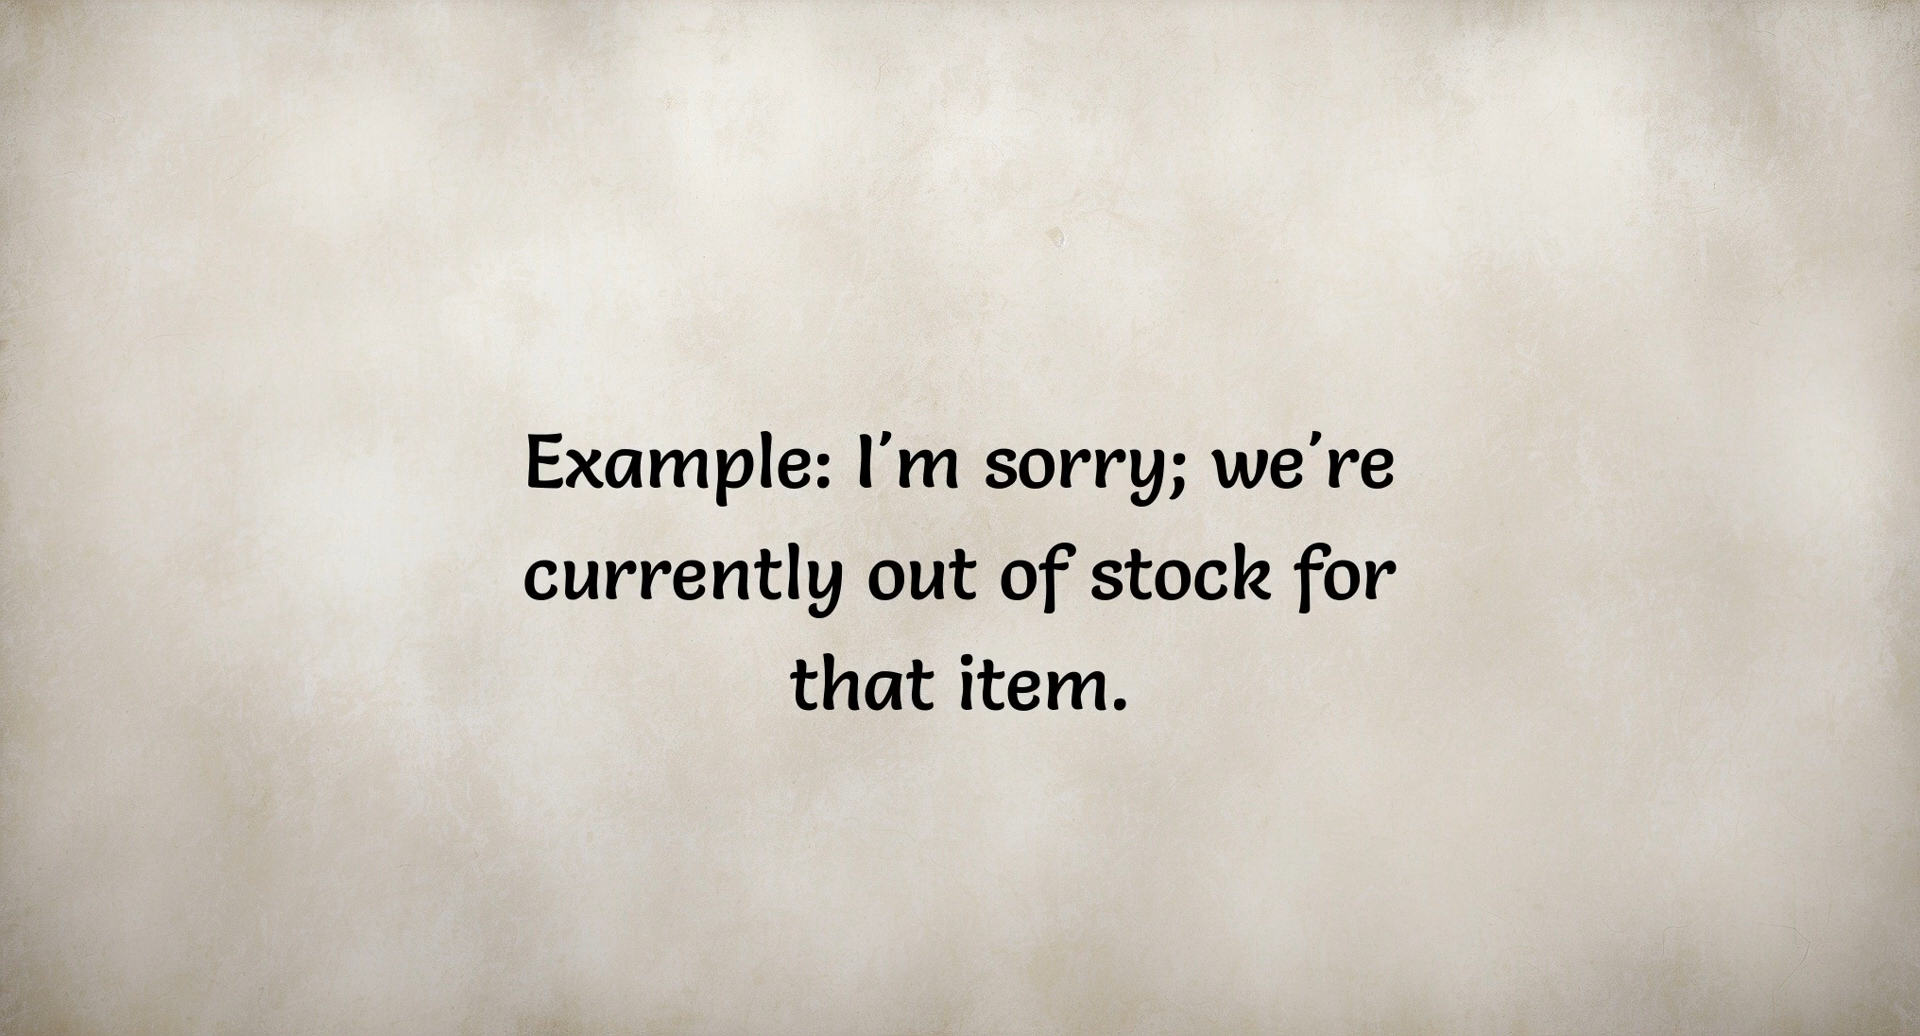 Example: I'm sorry; we're
currently out of stock for
that item.